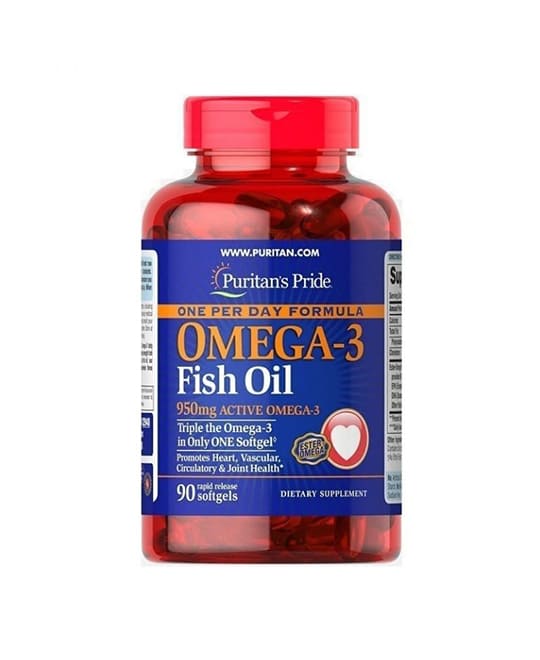 WWW.PURITAN.COM
Puritan's Pride
ONE PER DAY FORMULA
OMEGA-3
Fish Oil
950mg ACTIVE OMEGA-3
Triple the Omega-3
in Only ONE Softgel◊
Promotes Heart, Vascular,
Circulatory & Joint Health*
ESTER
OMEGA
90 rapid release
softgels
DIETARY SUPPLEMENT